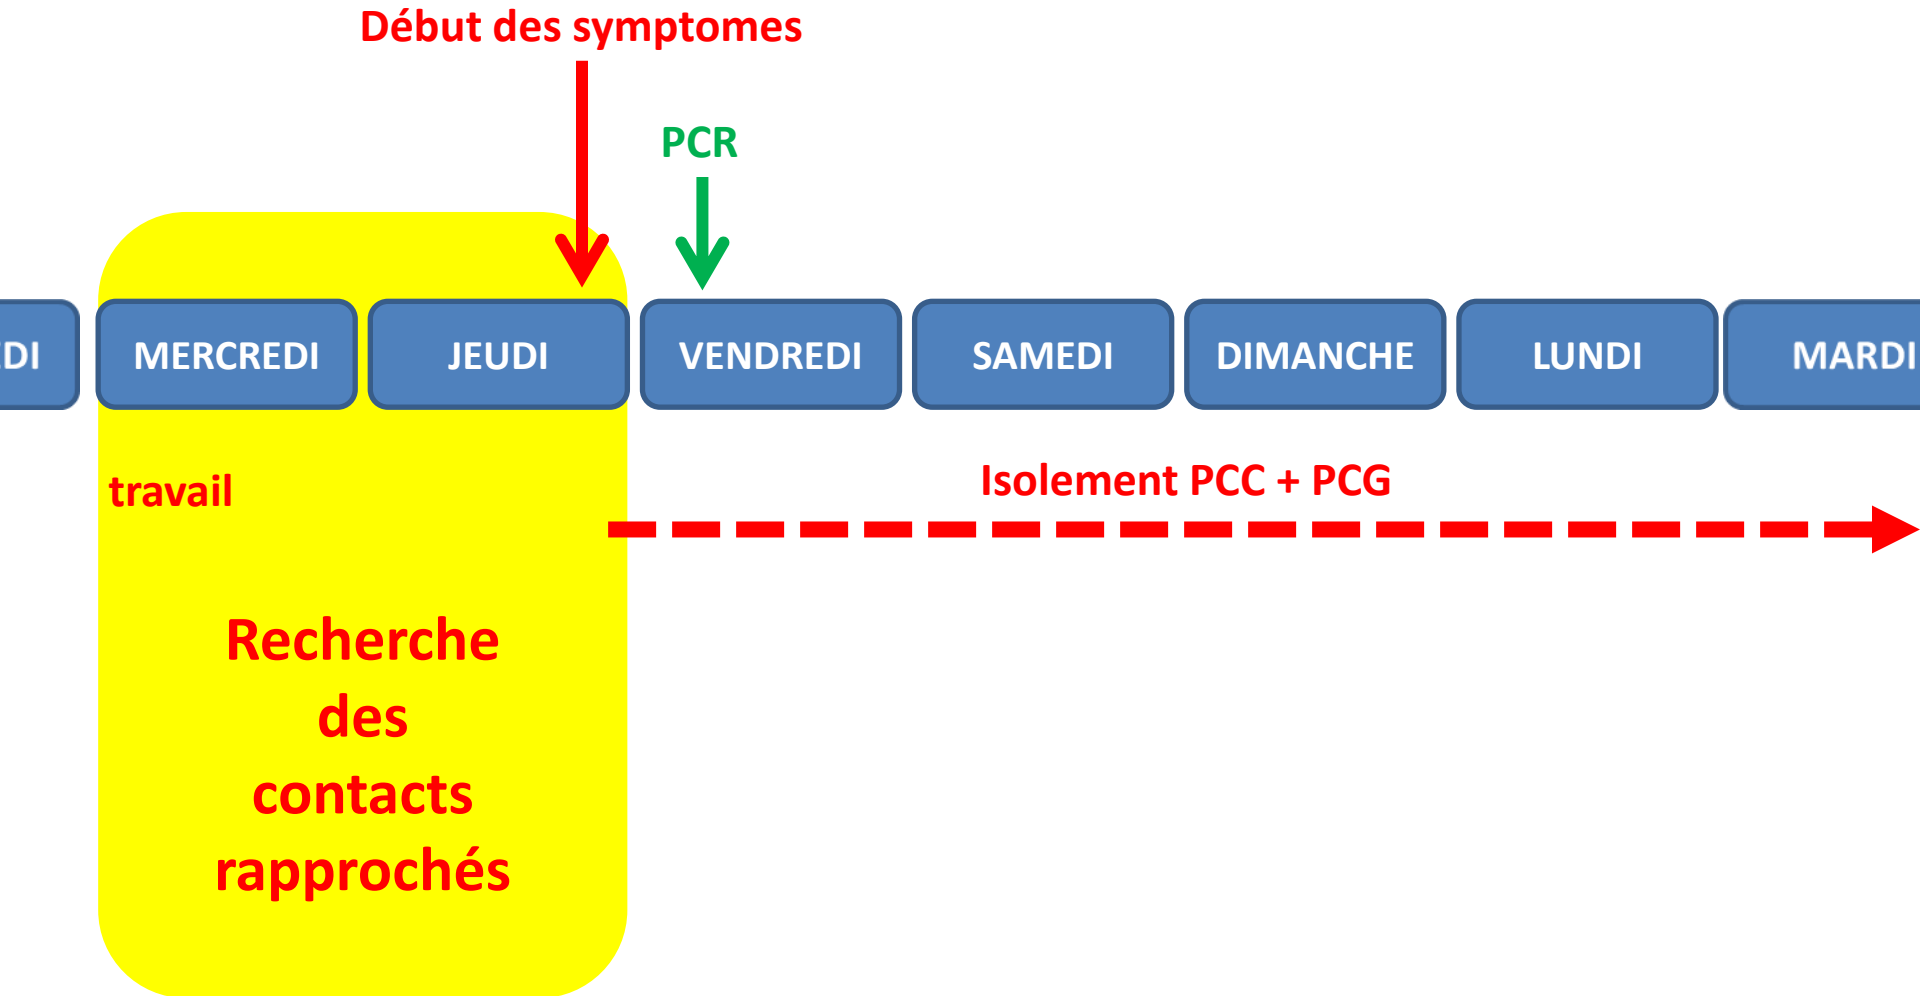 Début des symptomes
PCR
DI
MERCREDI
JEUDI
VENDREDI
SAMEDI
DIMANCHE
LUNDI
MARDI
travail
Isolement PCC + PCG
Recherche
des
contacts
rapprochés